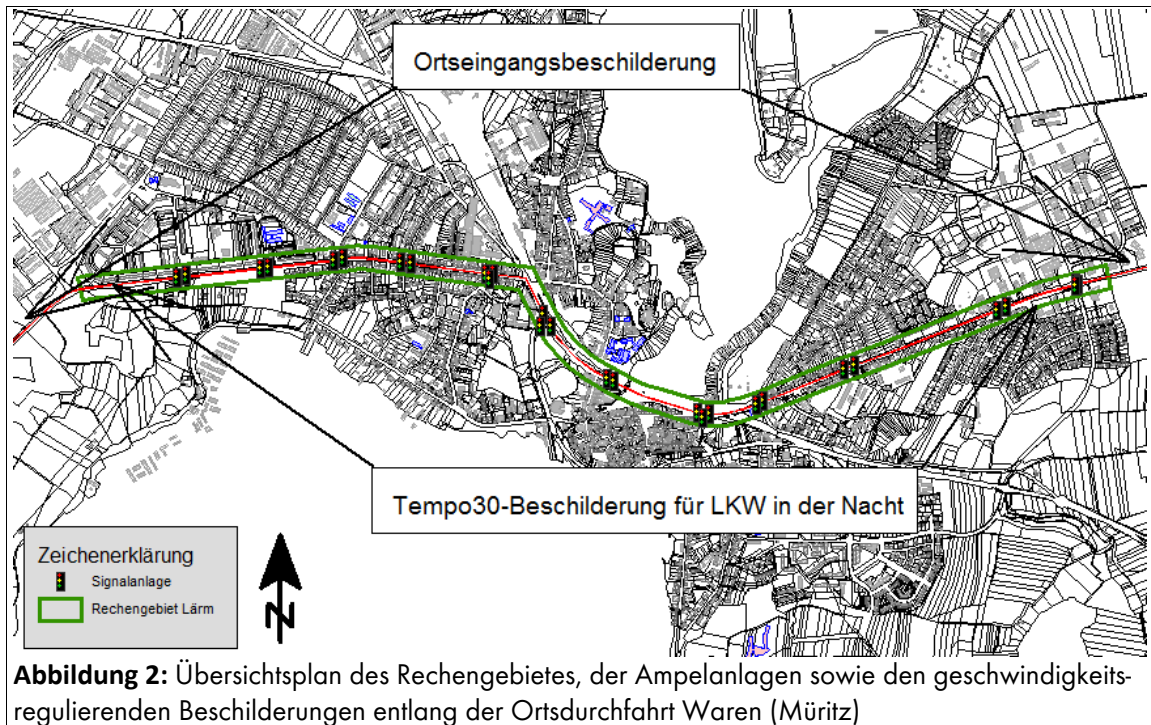 Ortseingangsbeschilderung
Tempo30-Beschilderung für LKW in der Nacht
Zeichenerklärung
Signalanlage
Rechengebiet Lärm
N
Abbildung 2: Übersichtsplan des Rechengebietes, der Ampelanlagen sowie den geschwindigkeits-
regulierenden Beschilderungen entlang der Ortsdurchfahrt Waren (Müritz)